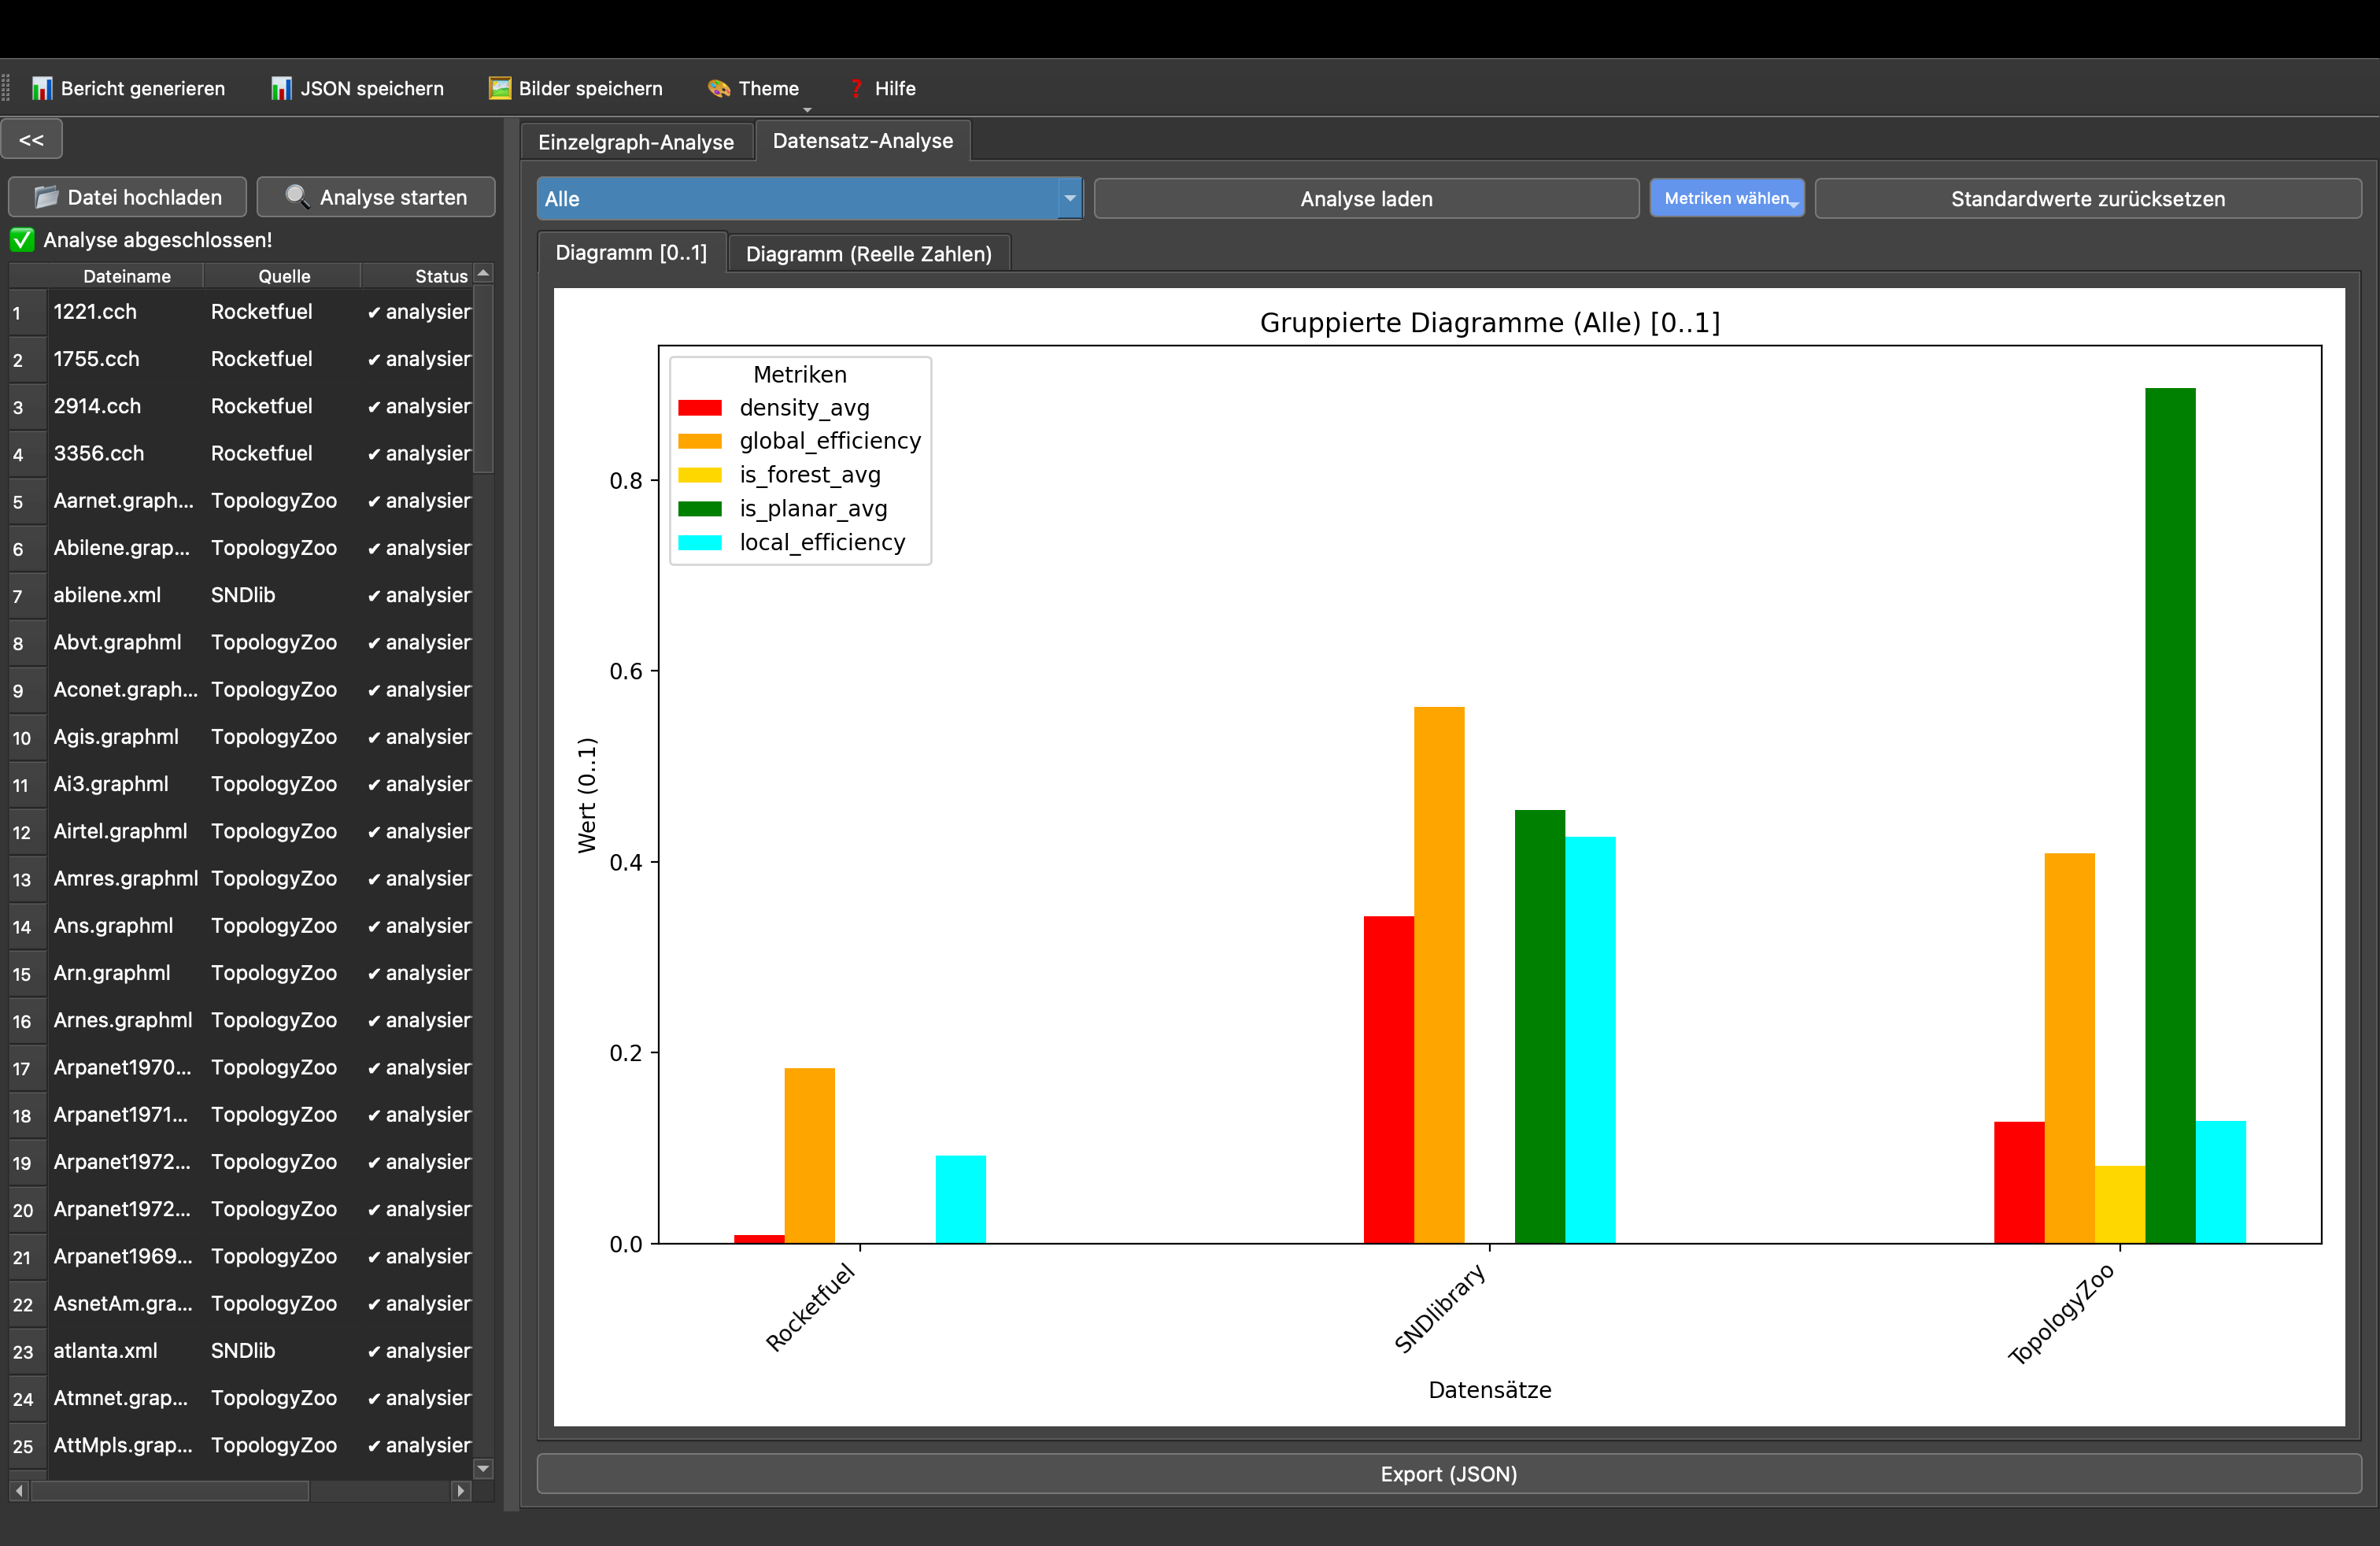 Bericht generieren JSON speichern Bilder speichern Theme Hilfe
<<
Einzelgraph-Analyse Datensatz-Analyse
Datei hochladen Analyse starten
Alle Analyse laden Metriken wählen Standardwerte zurücksetzen
Analyse abgeschlossen!
Diagramm [0..1] Diagramm (Reelle Zahlen)
Dateiname Quelle Status
1 1221.cch Rocketfuel ✔ analysier
2 1755.cch Rocketfuel ✔ analysier
3 2914.cch Rocketfuel ✔ analysier
4 3356.cch Rocketfuel ✔ analysier
5 Aarnet.graph... TopologyZoo ✔ analysier
6 Abilene.grap... TopologyZoo ✔ analysier
7 abilene.xml SNDlib ✔ analysier
8 Abvt.graphml TopologyZoo ✔ analysier
9 Aconet.graph... TopologyZoo ✔ analysier
10 Agis.graphml TopologyZoo ✔ analysier
11 Ai3.graphml TopologyZoo ✔ analysier
12 Airtel.graphml TopologyZoo ✔ analysier
13 Amres.graphml TopologyZoo ✔ analysier
14 Ans.graphml TopologyZoo ✔ analysier
15 Arn.graphml TopologyZoo ✔ analysier
16 Arnes.graphml TopologyZoo ✔ analysier
17 Arpanet1970... TopologyZoo ✔ analysier
18 Arpanet1971... TopologyZoo ✔ analysier
19 Arpanet1972... TopologyZoo ✔ analysier
20 Arpanet1972... TopologyZoo ✔ analysier
21 Arpanet1969... TopologyZoo ✔ analysier
22 AsnetAm.gra... TopologyZoo ✔ analysier
23 atlanta.xml SNDlib ✔ analysier
24 Atmnet.grap... TopologyZoo ✔ analysier
25 AttMpls.grap... TopologyZoo ✔ analysier
Gruppierte Diagramme (Alle) [0..1]
Metriken
density_avg
global_efficiency
is_forest_avg
is_planar_avg
local_efficiency
0.8
0.6
0.4
0.2
0.0
Wert (0..1)
Rocketfuel
SNDlibrary
TopologyZoo
Datensätze
Export (JSON)